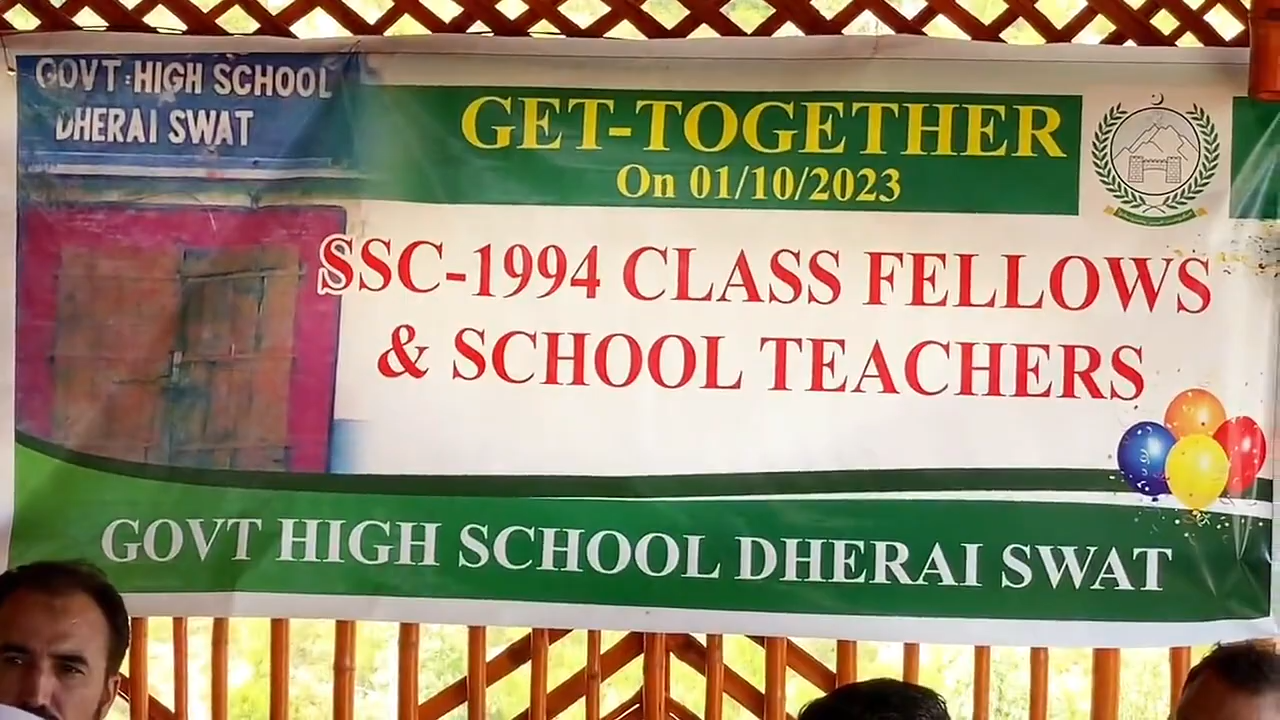 GOVT HIGH SCHOOL
DHERAI SWAT
GET-TOGETHER
On 01/10/2023
SSC-1994 CLASS FELLOWS
& SCHOOL TEACHERS
GOVT HIGH SCHOOL DHERAI SWAT